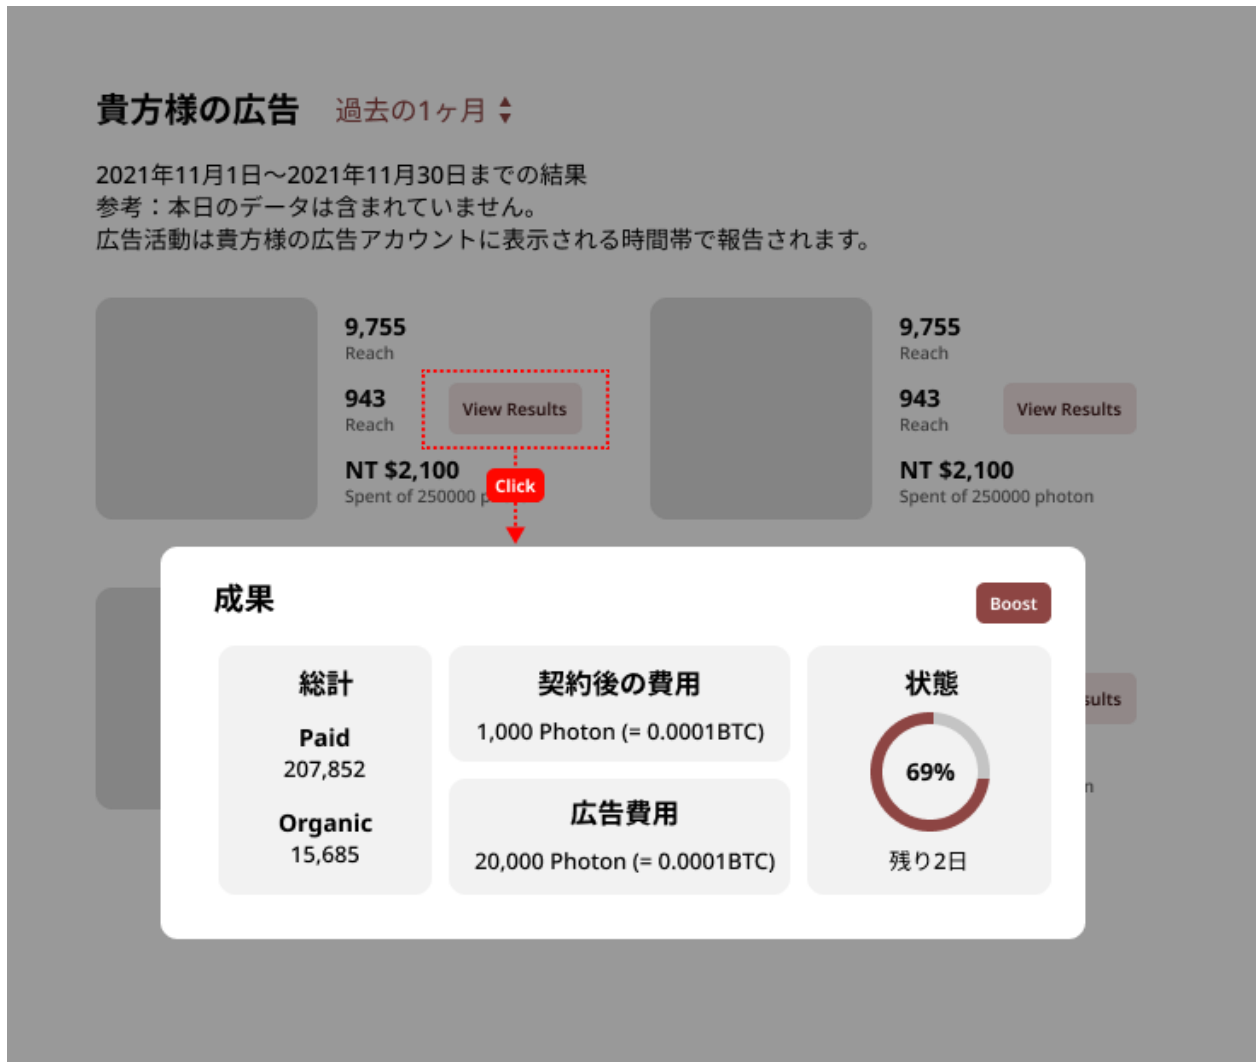 貴方様の広告 過去の1ヶ月
2021年11月1日～2021年11月30日までの結果
参考：本日のデータは含まれていません。
広告活動は貴方様の広告アカウントに表示される時間帯で報告されます。
9,755
Reach
943
Reach
View Results
NT $2,100
Spent of 250000 p
Click
9,755
Reach
943
Reach
View Results
NT $2,100
Spent of 250000 photon
成果
Boost
総計
Paid
207,852
Organic
15,685
契約後の費用
1,000 Photon (= 0.0001BTC)
広告費用
20,000 Photon (= 0.0001BTC)
状態
69%
残り2日
sults
n